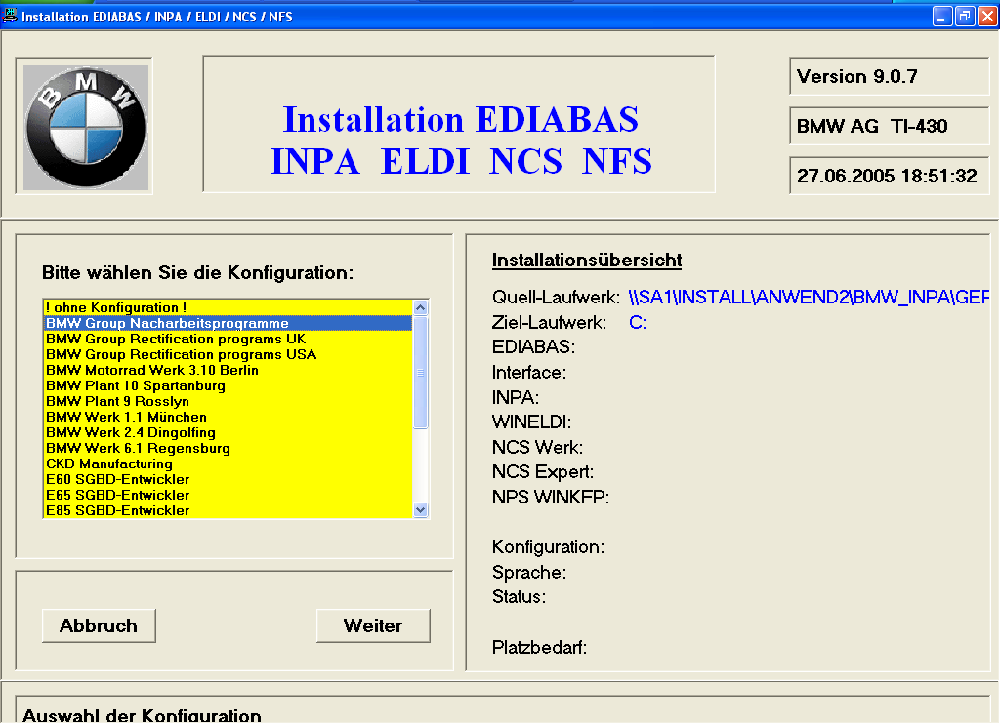 Installation EDIABAS / INPA / ELDI / NCS / NFS
BMW
Installation EDIABAS
INPA ELDI NCS NFS
Version 9.0.7
BMW AG TI-430
27.06.2005 18:51:32
Bitte wählen Sie die Konfiguration:
! ohne Konfiguration !
BMW Group Nacharbeitsprogramme
BMW Group Rectification programs UK
BMW Group Rectification programs USA
BMW Motorrad Werk 3.10 Berlin
BMW Plant 10 Spartanburg
BMW Plant 9 Rosslyn
BMW Werk 1.1 München
BMW Werk 2.4 Dingolfing
BMW Werk 6.1 Regensburg
CKD Manufacturing
E60 SGBD-Entwickler
E65 SGBD-Entwickler
E85 SGBD-Entwickler
Abbruch
Weiter
Installationsübersicht
Quell-Laufwerk: \\SA1\INSTALL\ANWEND2\BMW_INPA\GER
Ziel-Laufwerk: C:
EDIABAS:
Interface:
INPA:
WINELDI:
NCS Werk:
NCS Expert:
NPS WINKFP:
Konfiguration:
Sprache:
Status:
Platzbedarf:
Auswahl der Konfiguration